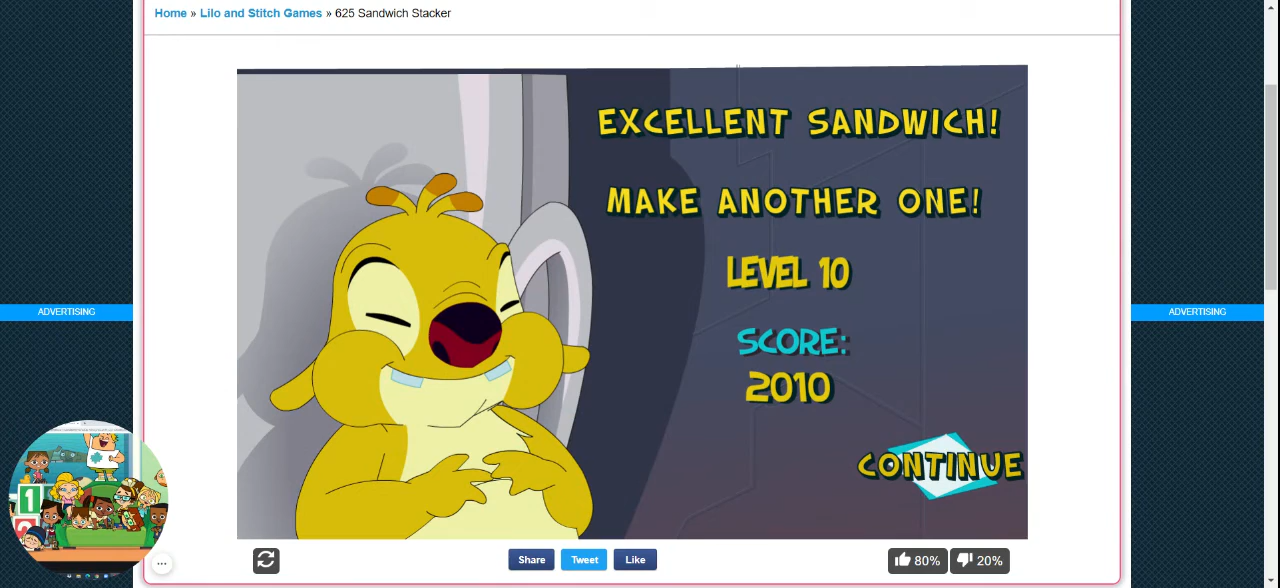 Home » Lilo and Stitch Games » 625 Sandwich Stacker
EXCELLENT SANDWICH!
MAKE ANOTHER ONE!
LEVEL 10
SCORE:
2010
CONTINUE
ADVERTISING
ADVERTISING
1
Share
Tweet
Like
80%
20%